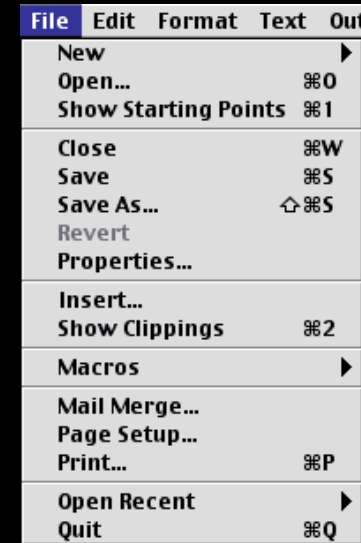 File Edit Format Text Out
New
Open... ⌘O
Show Starting Points ⌘1
Close ⌘W
Save ⌘S
Save As... ⇧⌘S
Revert
Properties...
Insert...
Show Clippings ⌘2
Macros
Mail Merge...
Page Setup...
Print... ⌘P
Open Recent
Quit ⌘Q